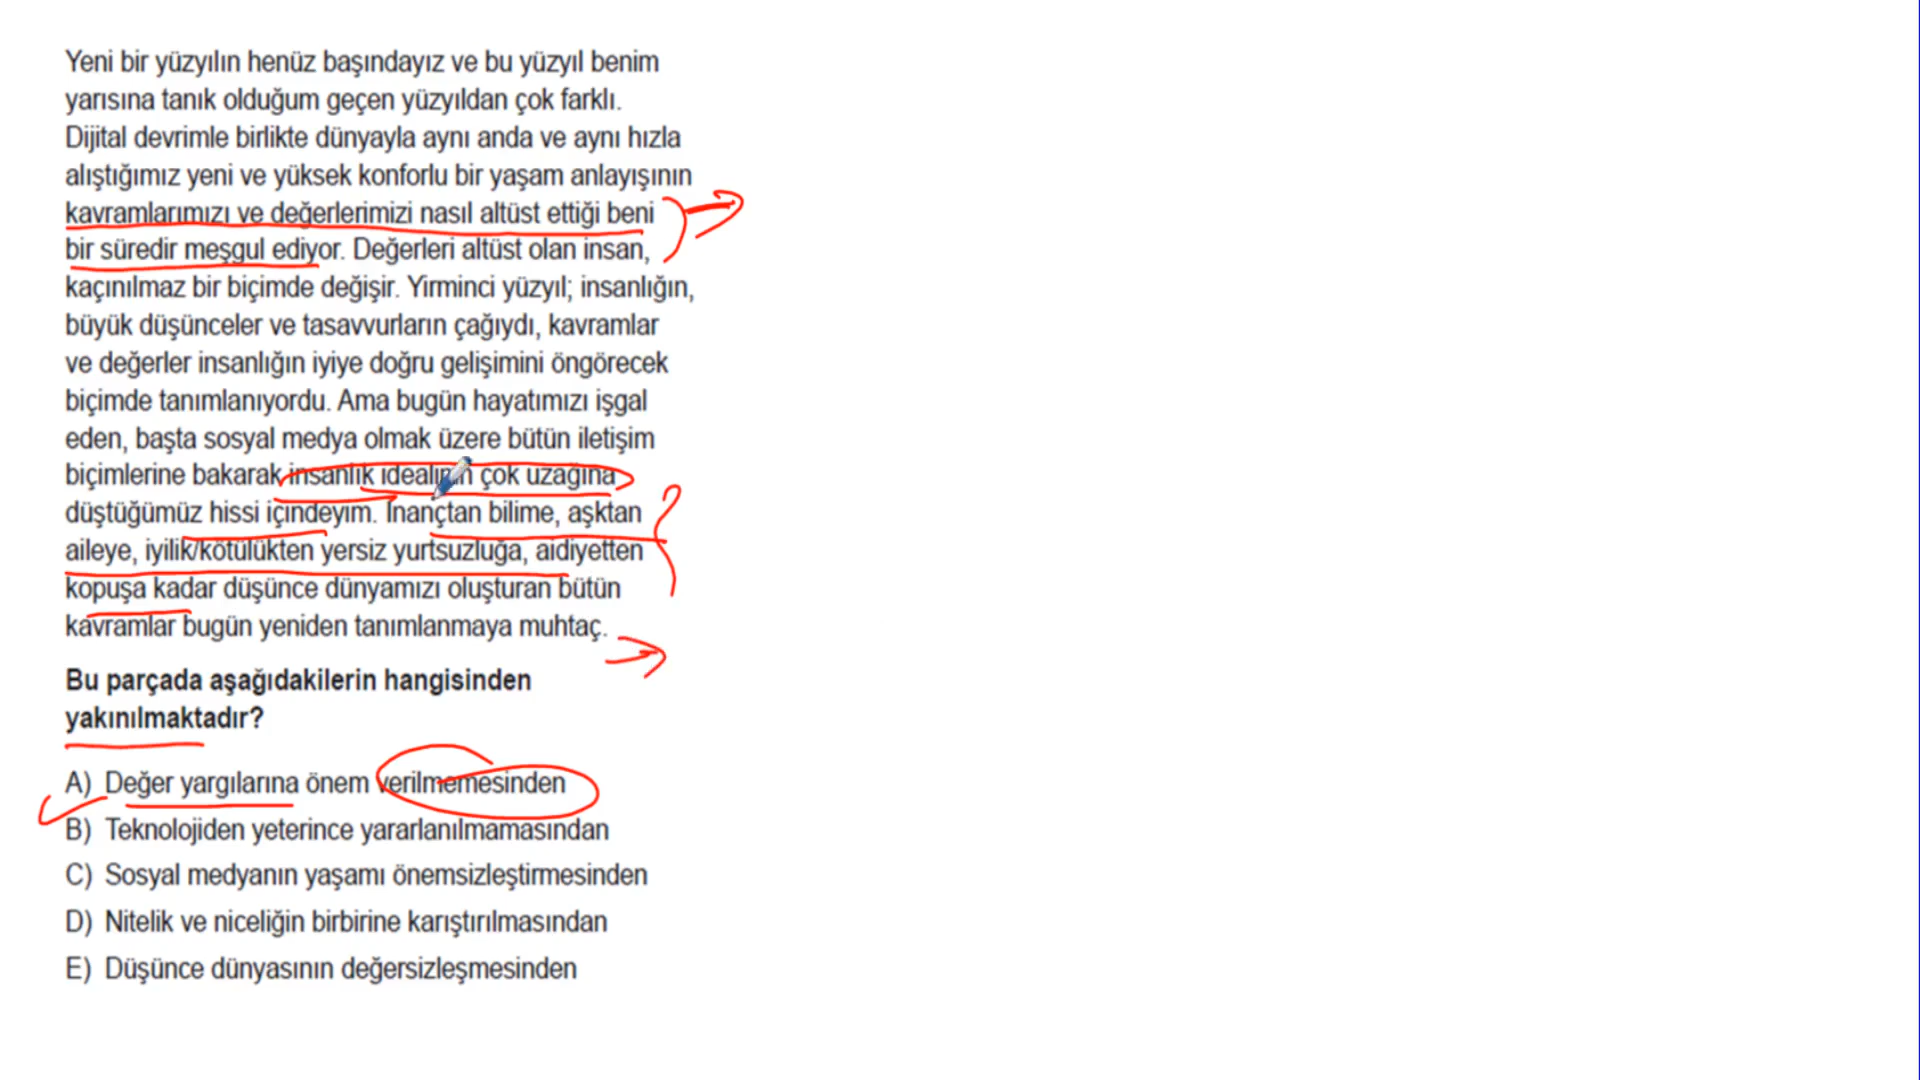 Yeni bir yüzyılın henüz başındayız ve bu yüzyıl benim
yarısına tanık olduğum geçen yüzyıldan çok farklı.
Dijital devrimle birlikte dünyayla aynı anda ve aynı hızla
alıştığımız yeni ve yüksek konforlu bir yaşam anlayışının
kavramlarımızı ve değerlerimizi nasıl altüst ettiği beni
bir süredir meşgul ediyor. Değerleri altüst olan insan,
kaçınılmaz bir biçimde değişir. Yirminci yüzyıl; insanlığın,
büyük düşünceler ve tasavvurların çağıydı, kavramlar
ve değerler insanlığın iyiye doğru gelişimini öngörecek
biçimde tanımlanıyordu. Ama bugün hayatımızı işgal
eden, başta sosyal medya olmak üzere bütün iletişim
biçimlerine bakarak insanlık idealinin çok uzağına
düştüğümüz hissi içindeyim. İnançtan bilime, aşktan
aileye, iyilik/kötülükten yersiz yurtsuzluğa, aidiyetten
kopuşa kadar düşünce dünyamızı oluşturan bütün
kavramlar bugün yeniden tanımlanmaya muhtaç.
Bu parçada aşağıdakilerin hangisinden
yakınılmaktadır?
A) Değer yargılarına önem verilmemesinden
B) Teknolojiden yeterince yararlanılmamasından
C) Sosyal medyanın yaşamı önemsizleştirmesinden
D) Nitelik ve niceliğin birbirine karıştırılmasından
E) Düşünce dünyasının değersizleşmesinden